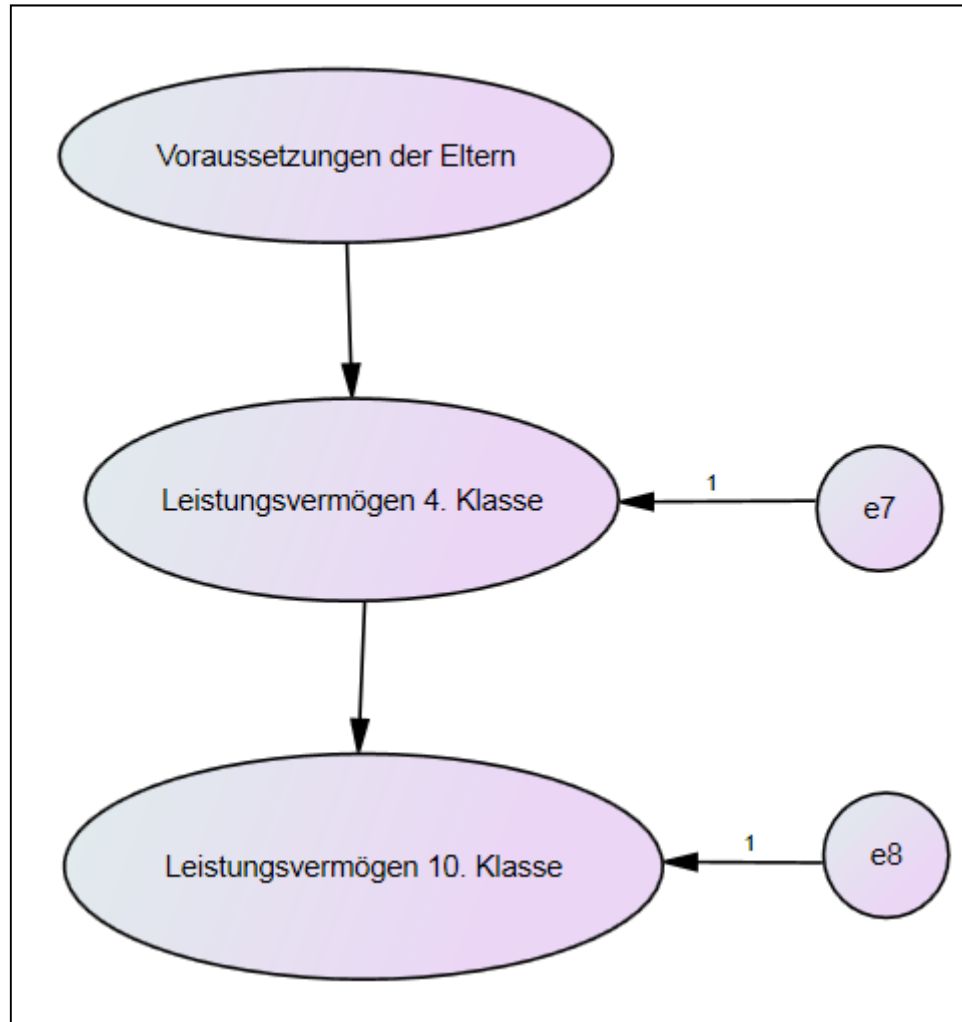 Voraussetzungen der Eltern
Leistungsvermögen 4. Klasse
1
e7
Leistungsvermögen 10. Klasse
1
e8